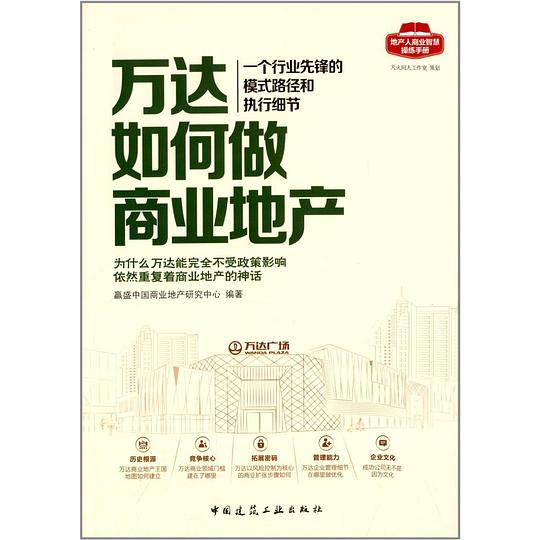 地产人商业智慧
操练手册
天火同人工作室 策划
一个行业先锋的
模式路径和
执行细节
万达
如何做
商业地产
为什么万达能完全不受政策影响
依然重复着商业地产的神话
赢盛中国商业地产研究中心 编著
万达广场
WANDA PLAZA
历史根源
万达商业地产王国
地图如何建立
竞争核心
万达商业领域门槛
建在了哪里
拓展密码
万达以风险控制为核心
的商业扩张步骤如何
管理能力
万达企业管理细节
在哪里做优化
企业文化
成功公司无不是
因为文化
中国建筑工业出版社